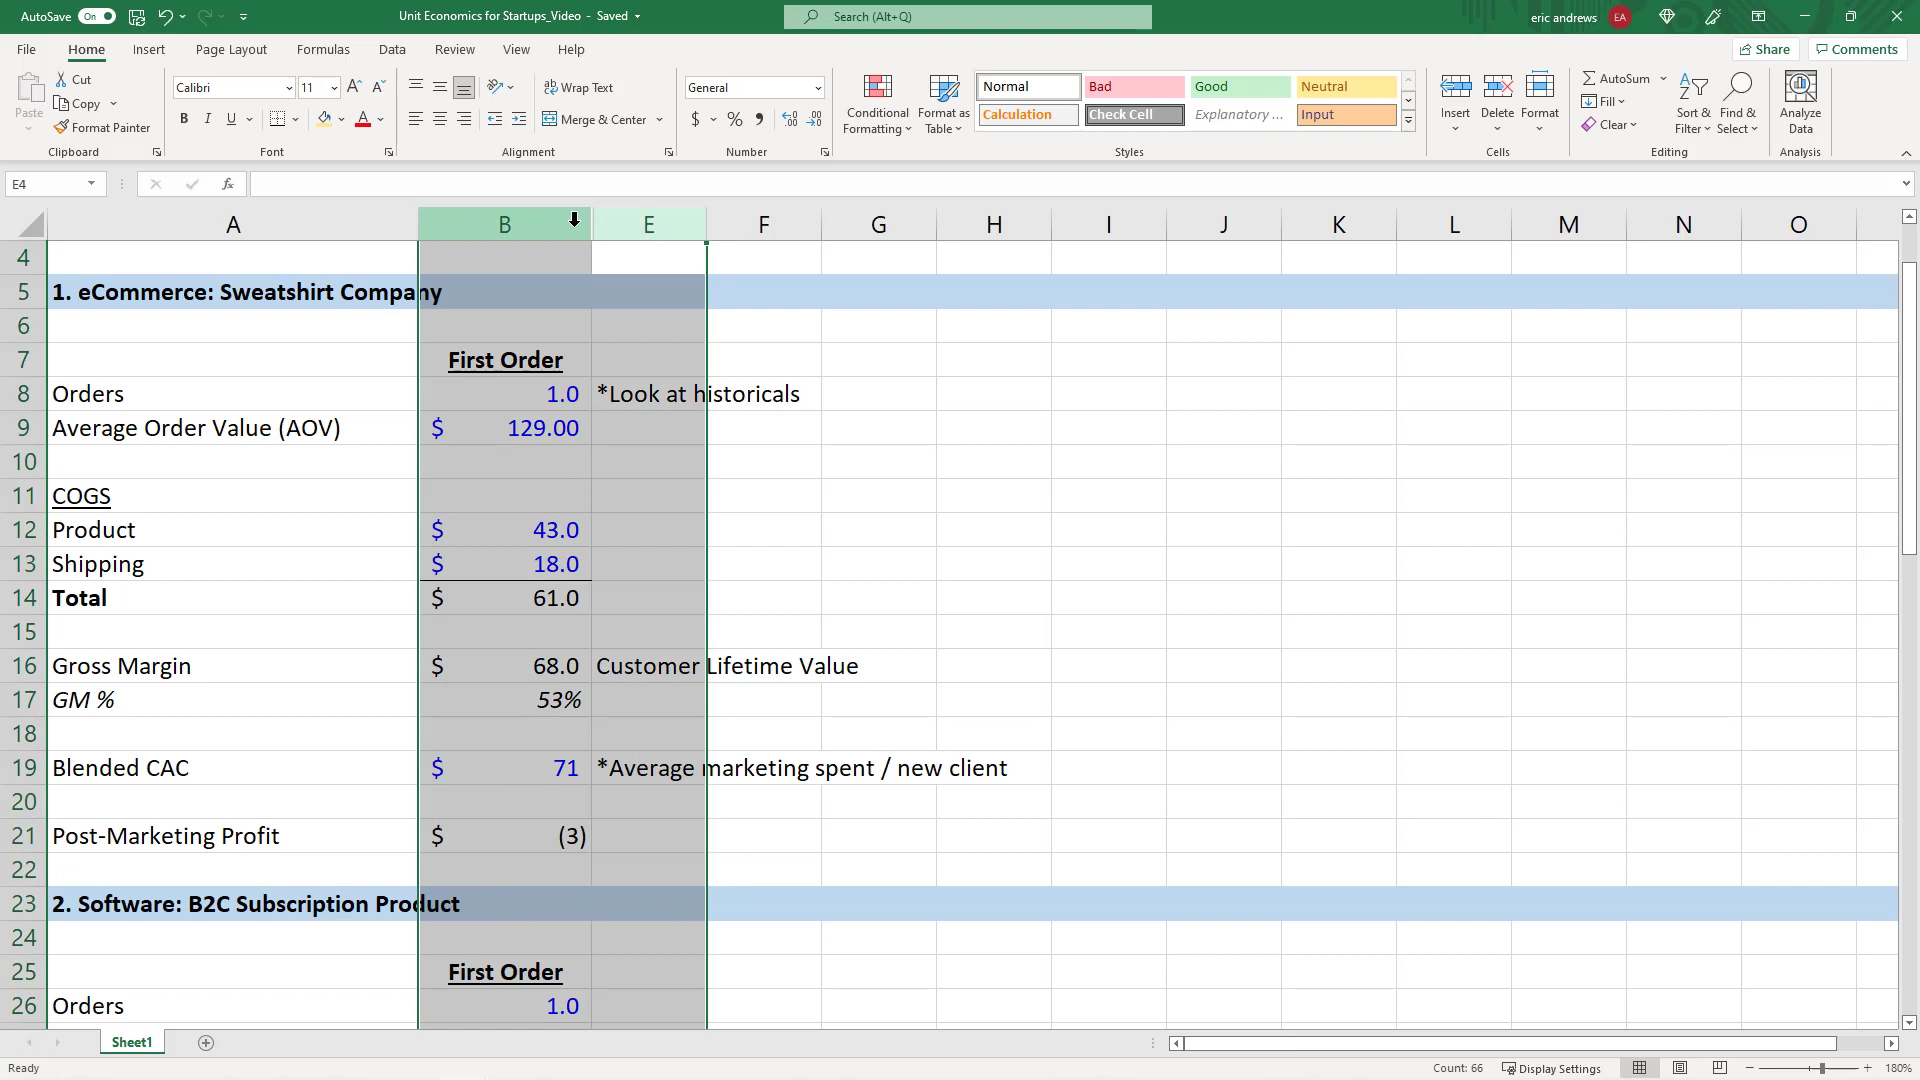 AutoSave On Unit Economics for Startups_Video - Saved Search (Alt+Q) eric andrews EA
File Home Insert Page Layout Formulas Data Review View Help Share Comments
Paste Cut Copy Format Painter
Calibri 11 B I U A
Wrap Text Merge & Center
General $ %
Conditional Formatting Format as Table
Normal Bad Good Neutral
Calculation Check Cell Explanatory ... Input
Insert Delete Format
AutoSum Fill Clear Sort & Filter Find & Select Analyze Data
Clipboard Font Alignment Number Styles Cells Editing Analysis
E4 fx
A B E F G H I J K L M N O
4
5 1. eCommerce: Sweatshirt Company
6
7 First Order
8 Orders 1.0 *Look at historicals
9 Average Order Value (AOV) $ 129.00
10
11 COGS
12 Product $ 43.0
13 Shipping $ 18.0
14 Total $ 61.0
15
16 Gross Margin $ 68.0 Customer Lifetime Value
17 GM % 53%
18
19 Blended CAC $ 71 *Average marketing spent / new client
20
21 Post-Marketing Profit $ (3)
22
23 2. Software: B2C Subscription Product
24
25 First Order
26 Orders 1.0
Sheet1
Ready Count: 66 Display Settings 180%